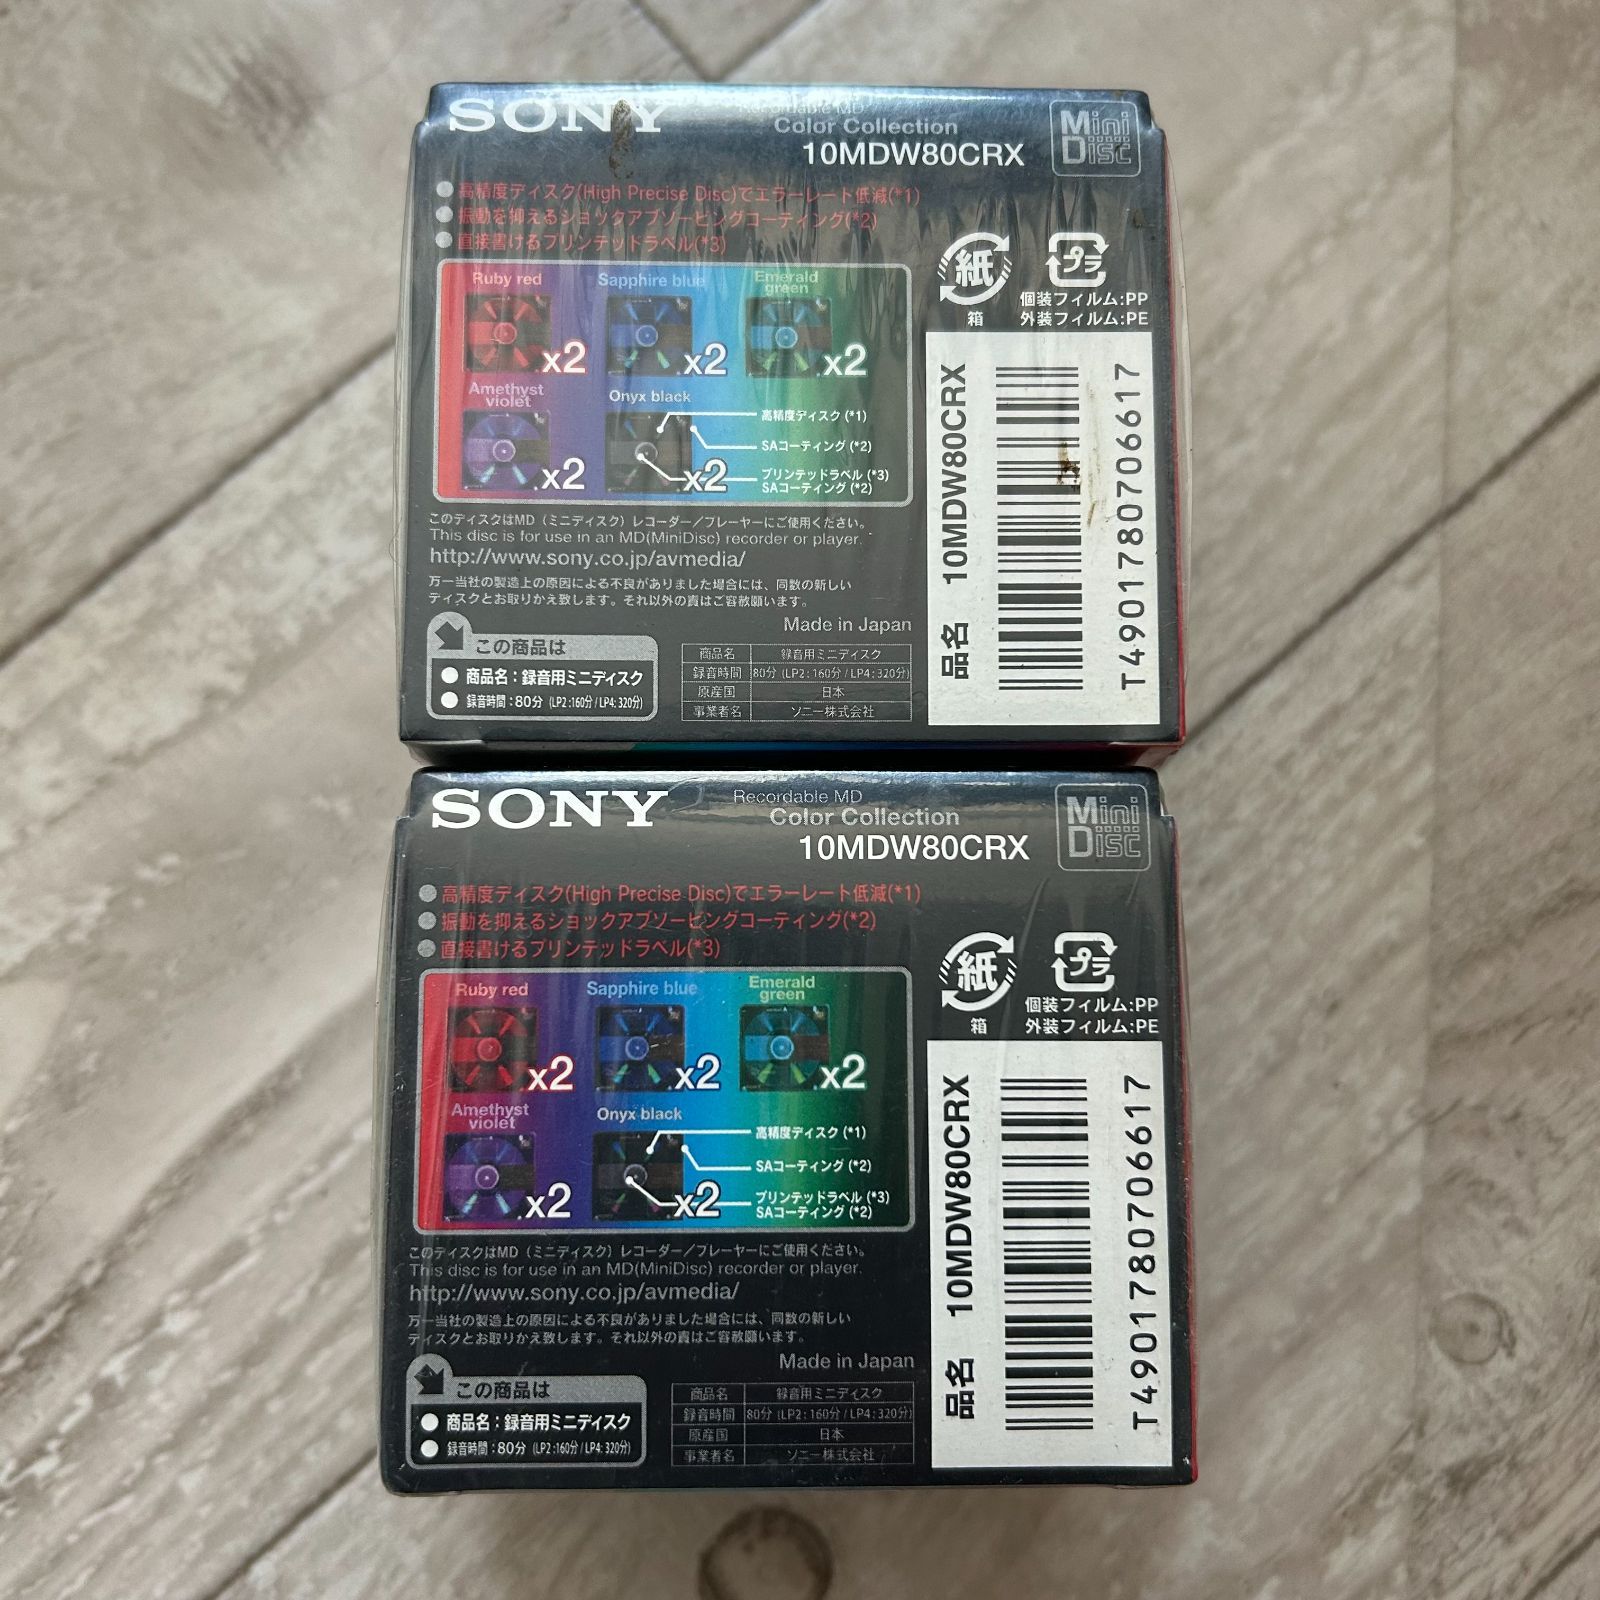 SONY
Recordable MD
Color Collection
10MDW80CRX
Mini
Disc
高精度ディスク(High Precise Disc)でエラーレート低減(*1)
振動を抑えるショックアブソービングコーティング(*2)
直接書けるプリンテッドラベル(*3)
Ruby red
Sapphire blue
Emerald
green
x2
x2
x2
Amethyst
violet
Onyx black
x2
x2
高精度ディスク (*1)
SAコーティング (*2)
プリンテッドラベル (*3)
SAコーティング (*2)
紙
箱
プラ
個装フィルム:PP
外装フィルム:PE
品名 10MDW80CRX
T4901780706617
このディスクはMD（ミニディスク）レコーダー／プレーヤーにご使用ください。
This disc is for use in an MD(MiniDisc) recorder or player.
http://www.sony.co.jp/avmedia/
万一当社の製造上の原因による不良がありました場合には、同数の新しい
ディスクとお取りかえ致します。それ以外の責はご容赦願います。
Made in Japan
この商品は
商品名：録音用ミニディスク
録音時間：80分 (LP2:160分/LP4:320分)
商品名 録音用ミニディスク
録音時間 80分 (LP2:160分/LP4:320分)
原産国 日本
事業者名 ソニー株式会社
SONY
Recordable MD
Color Collection
10MDW80CRX
Mini
Disc
高精度ディスク(High Precise Disc)でエラーレート低減(*1)
振動を抑えるショックアブソービングコーティング(*2)
直接書けるプリンテッドラベル(*3)
Ruby red
Sapphire blue
Emerald
green
x2
x2
x2
Amethyst
violet
Onyx black
x2
x2
高精度ディスク (*1)
SAコーティング (*2)
プリンテッドラベル (*3)
SAコーティング (*2)
紙
箱
プラ
個装フィルム:PP
外装フィルム:PE
品名 10MDW80CRX
T4901780706617
このディスクはMD（ミニディスク）レコーダー／プレーヤーにご使用ください。
This disc is for use in an MD(MiniDisc) recorder or player.
http://www.sony.co.jp/avmedia/
万一当社の製造上の原因による不良がありました場合には、同数の新しい
ディスクとお取りかえ致します。それ以外の責はご容赦願います。
Made in Japan
この商品は
商品名：録音用ミニディスク
録音時間：80分 (LP2:160分/LP4:320分)
商品名 録音用ミニディスク
録音時間 80分 (LP2:160分/LP4:320分)
原産国 日本
事業者名 ソニー株式会社